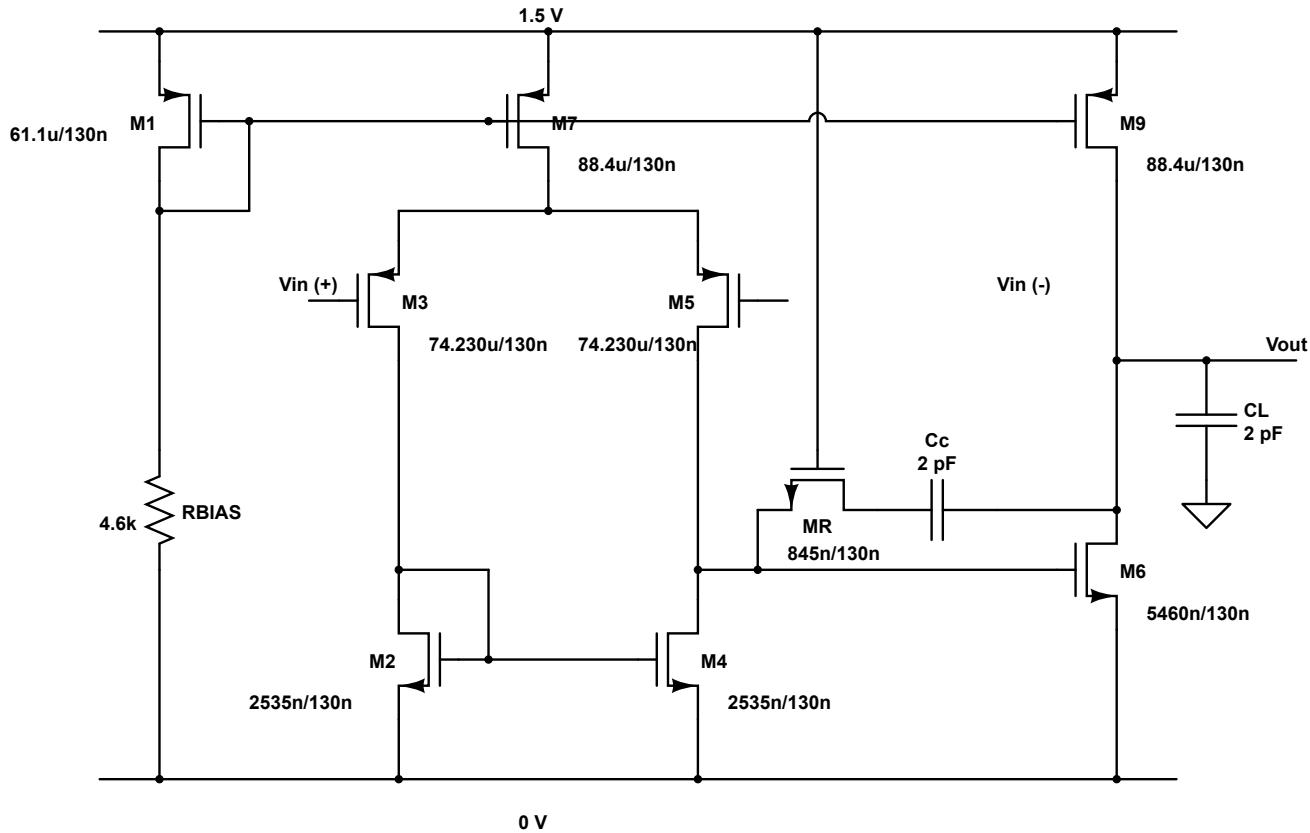 1.5 V
M1
61.1u/130n
M7
88.4u/130n
M9
88.4u/130n
Vin (+)
M3
74.230u/130n
M5
74.230u/130n
Vin (-)
Vout
CL
2 pF
Cc
2 pF
4.6k
RBIAS
MR
845n/130n
M6
5460n/130n
M2
2535n/130n
M4
2535n/130n
0 V